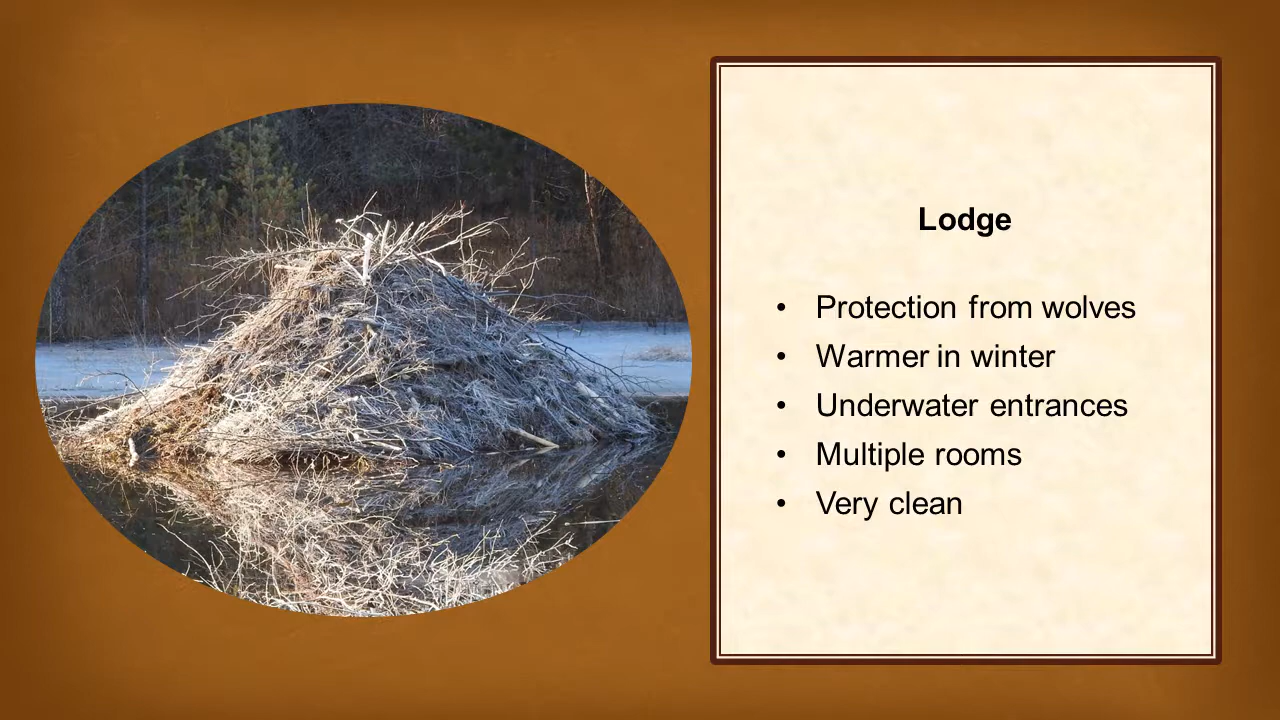 Lodge
• Protection from wolves
• Warmer in winter
• Underwater entrances
• Multiple rooms
• Very clean